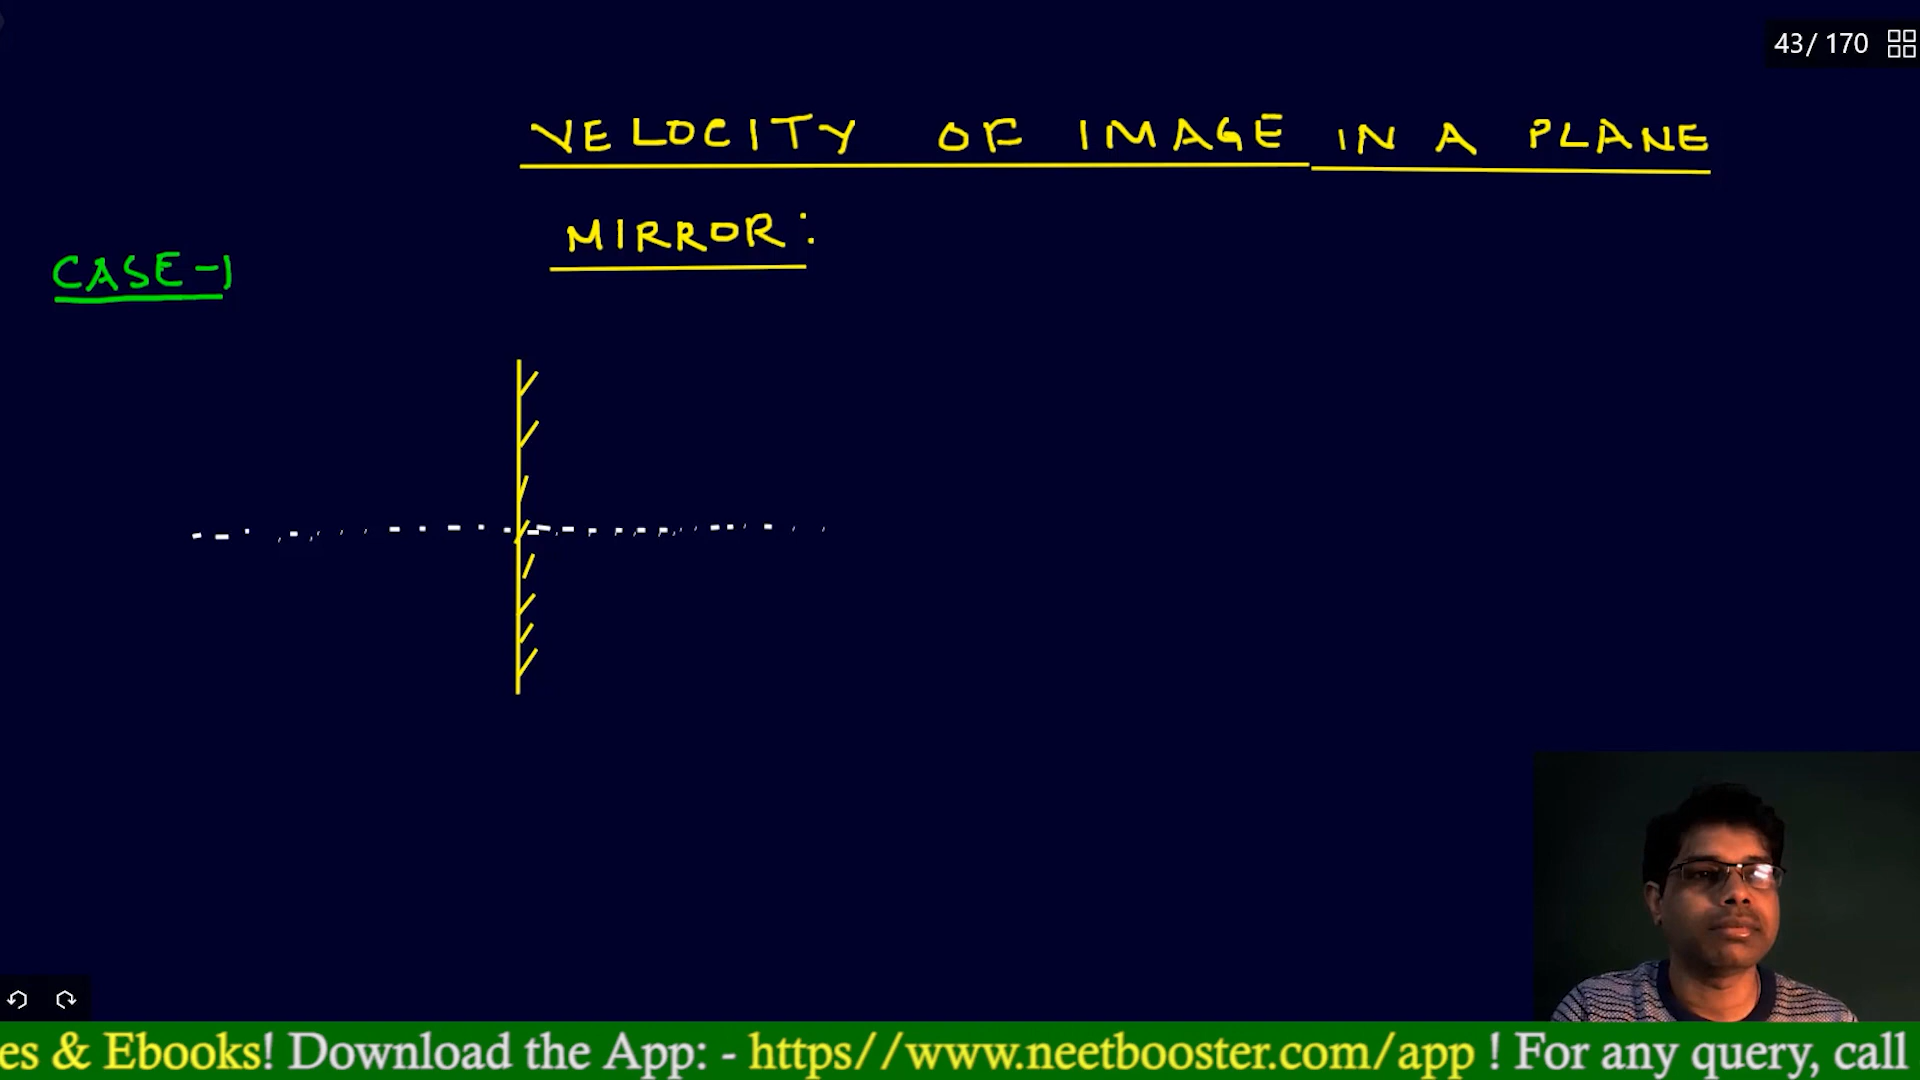 43/ 170
VELOCITY OF IMAGE IN A PLANE
MIRROR:
CASE-1
es & Ebooks! Download the App: - https//www.neetbooster.com/app ! For any query, call